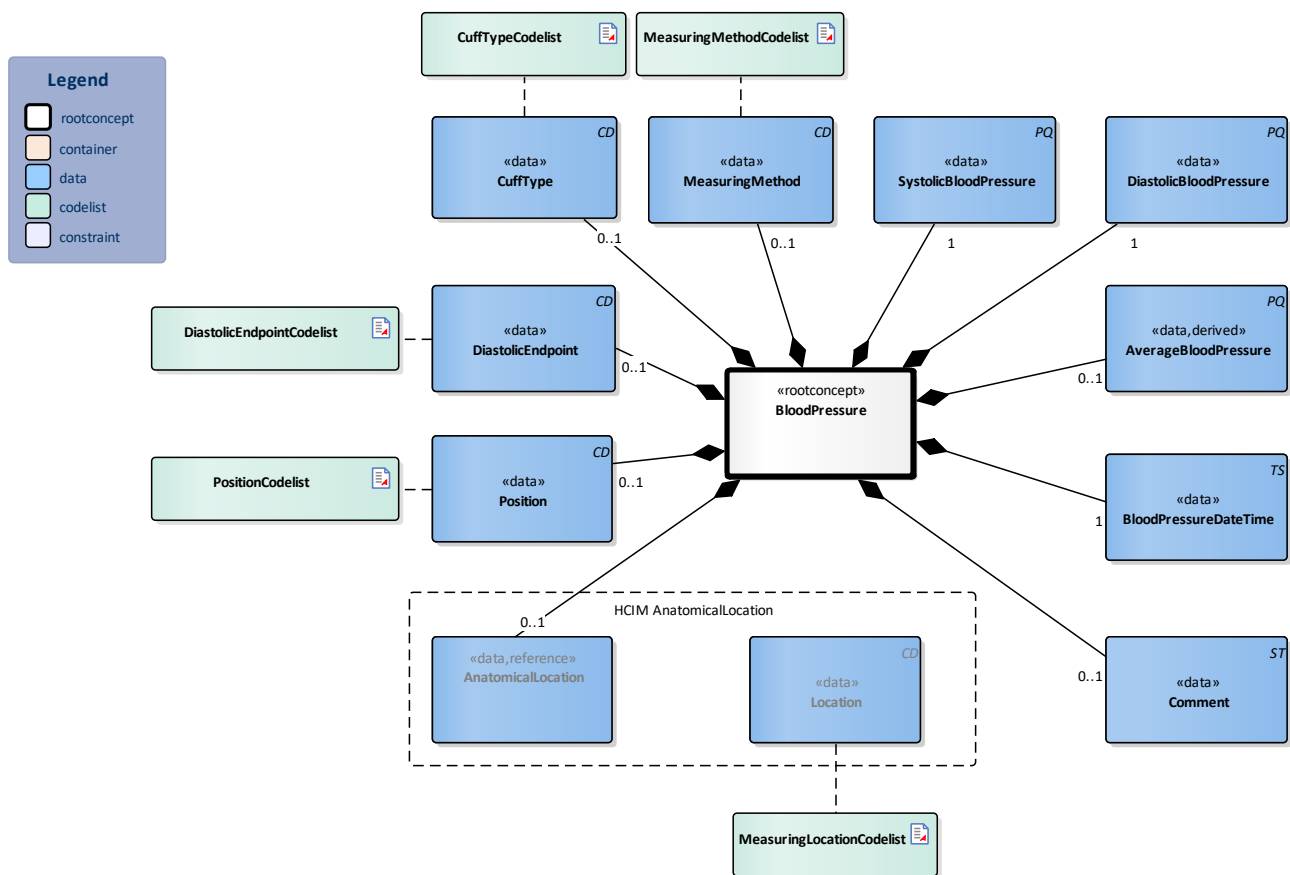 CuffTypeCodelist
MeasuringMethodCodelist
Legend
rootconcept
container
data
codelist
constraint
CD
«data»
CuffType
0..1
CD
«data»
MeasuringMethod
0..1
PQ
«data»
SystolicBloodPressure
1
PQ
«data»
DiastolicBloodPressure
1
DiastolicEndpointCodelist
CD
«data»
DiastolicEndpoint
0..1
PQ
«data,derived»
AverageBloodPressure
0..1
«rootconcept»
BloodPressure
PositionCodelist
CD
«data»
Position
0..1
TS
«data»
BloodPressureDateTime
1
HCIM AnatomicalLocation
0..1
«data,reference»
AnatomicalLocation
CD
«data»
Location
ST
«data»
Comment
0..1
MeasuringLocationCodelist